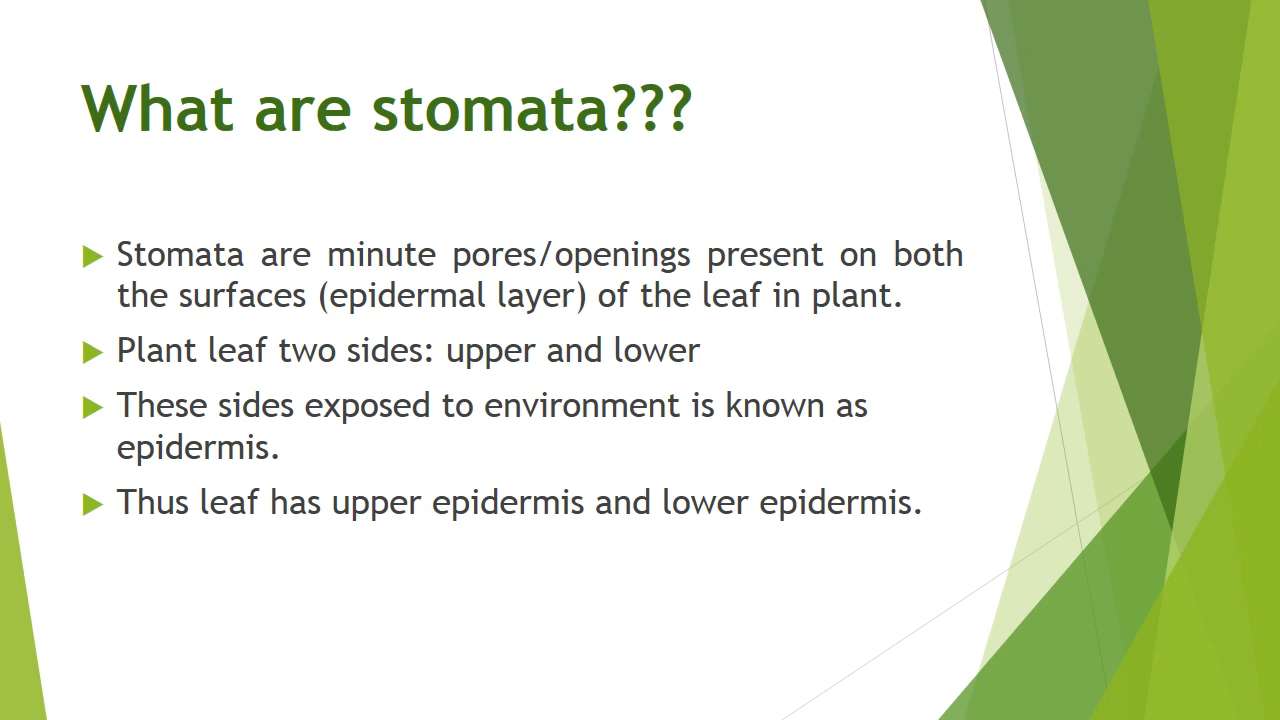 What are stomata???
Stomata are minute pores/openings present on both
the surfaces (epidermal layer) of the leaf in plant.
Plant leaf two sides: upper and lower
These sides exposed to environment is known as
epidermis.
Thus leaf has upper epidermis and lower epidermis.